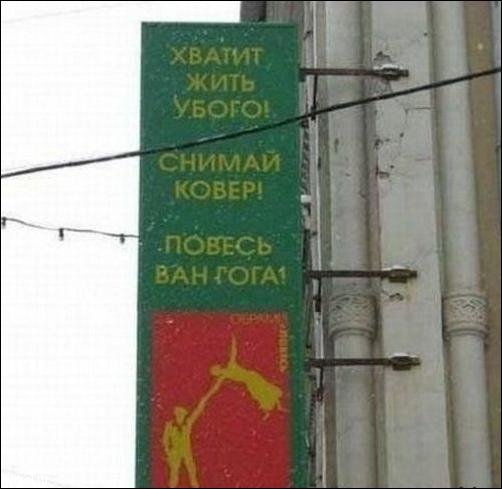 ХВАТИТ
ЖИТЬ
УБОГО!
СНИМАЙ
КОВЕР!
ПОВЕСЬ
ВАН ГОГА!